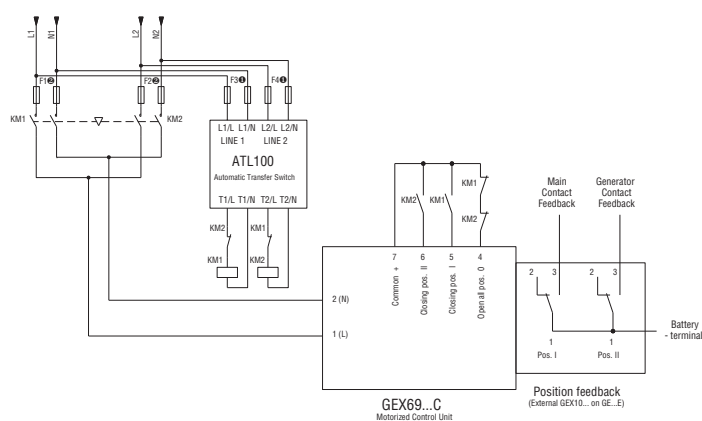 L1
N1
L2
N2
F1❷
F2❷
F3❶
F4❶
KM1
KM2
L1/L L1/N L2/L L2/N
LINE 1 LINE 2
ATL100
Automatic Transfer Switch
T1/L T1/N T2/L T2/N
KM2
KM1
KM1
KM2
KM2
KM1
KM1
KM2
Main
Contact
Feedback
Generator
Contact
Feedback
7
6
5
4
Common +
Closing pos. II
Closing pos. I
Open all pos. 0
2
3
2
3
2 (N)
1 (L)
1
Pos. I
1
Pos. II
Battery
- terminal
GEX69...C
Motorized Control Unit
Position feedback
(External GEX10... on GE...E)